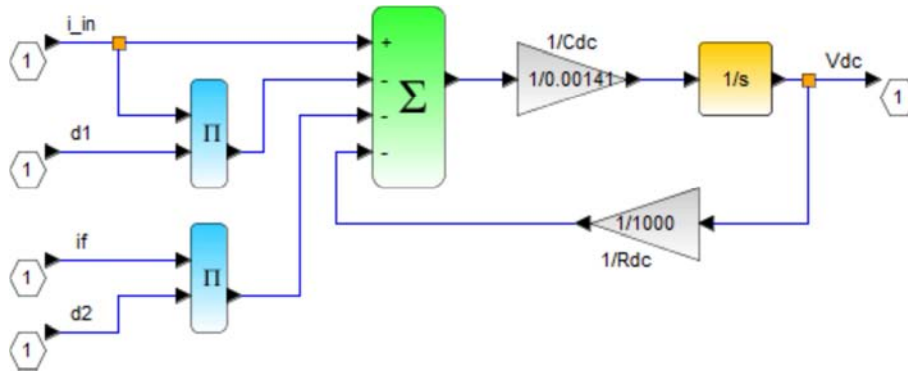 i_in
1
d1
1
Π
if
1
d2
1
Π
+
-
-
-
Σ
1/Cdc
1/0.00141
1/s
Vdc
1
1/1000
1/Rdc